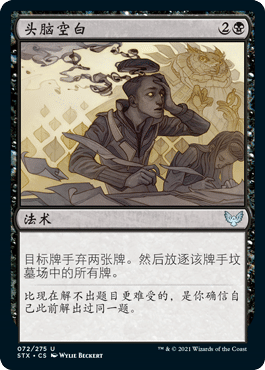 头脑空白 2
法术
目标牌手弃两张牌。然后放逐该牌手坟
墓场中的所有牌。
比现在解不出题目更难受的，是你确信自
己此前解出过同一题。
072/275 U
STX • CS WYLIE BECKERT
™ & © 2021 Wizards of the Coast